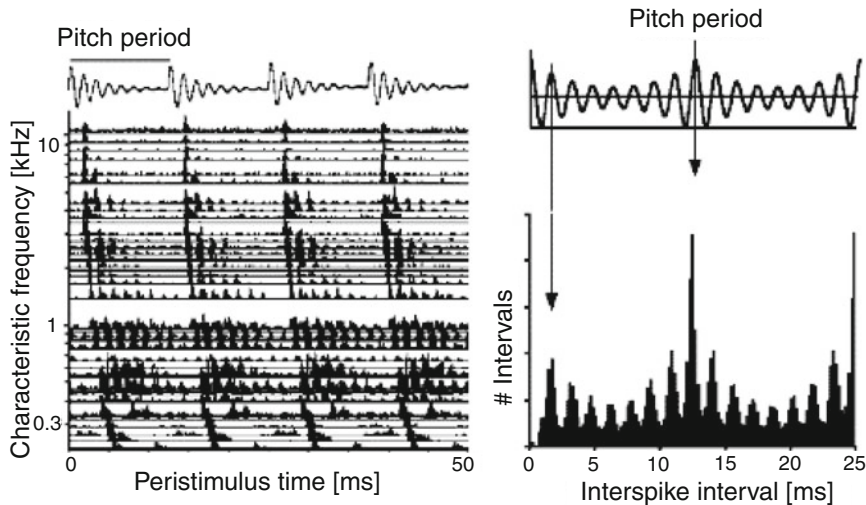 Pitch period
Characteristic frequency [kHz]
10
1
0.3
0
50
Peristimulus time [ms]
Pitch period
# Intervals
0
5
10
15
20
25
Interspike interval [ms]